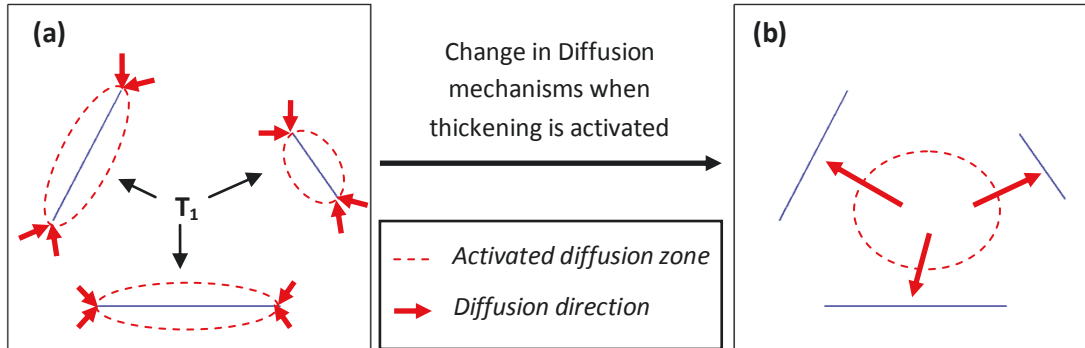 (a)
T₁
Change in Diffusion
mechanisms when
thickening is activated
Activated diffusion zone
Diffusion direction
(b)